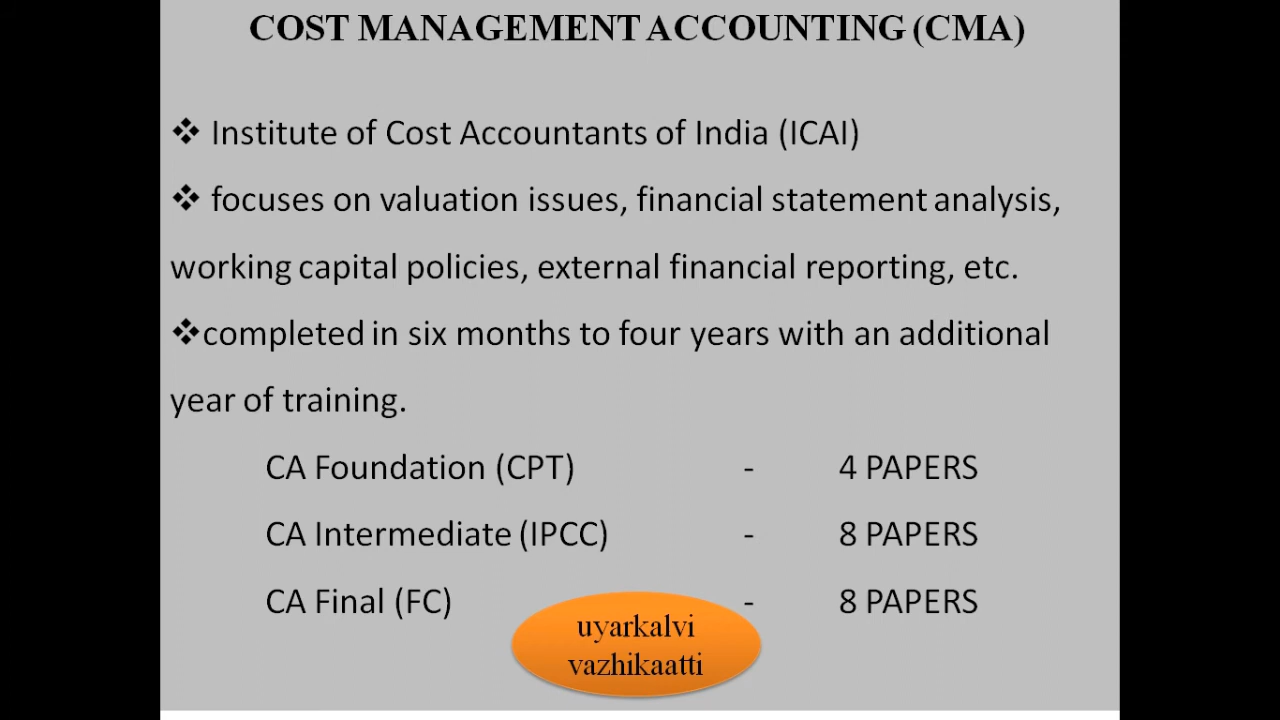 COST MANAGEMENT ACCOUNTING (CMA)
❖ Institute of Cost Accountants of India (ICAI)
❖ focuses on valuation issues, financial statement analysis,
working capital policies, external financial reporting, etc.
❖completed in six months to four years with an additional
year of training.
CA Foundation (CPT) - 4 PAPERS
CA Intermediate (IPCC) - 8 PAPERS
CA Final (FC) - 8 PAPERS
uyarkalvi
vazhikaatti